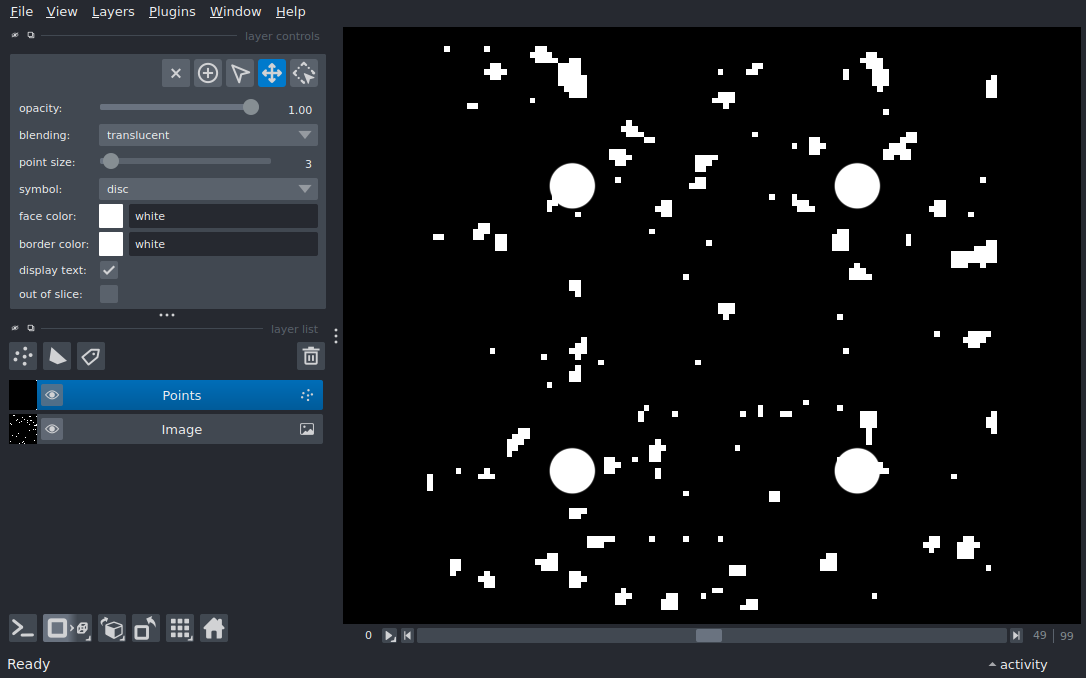 File View Layers Plugins Window Help
layer controls
opacity: 1.00
blending: translucent
point size: 3
symbol: disc
face color: white
border color: white
display text:
out of slice:
layer list
Points
Image
0 49 99
Ready activity